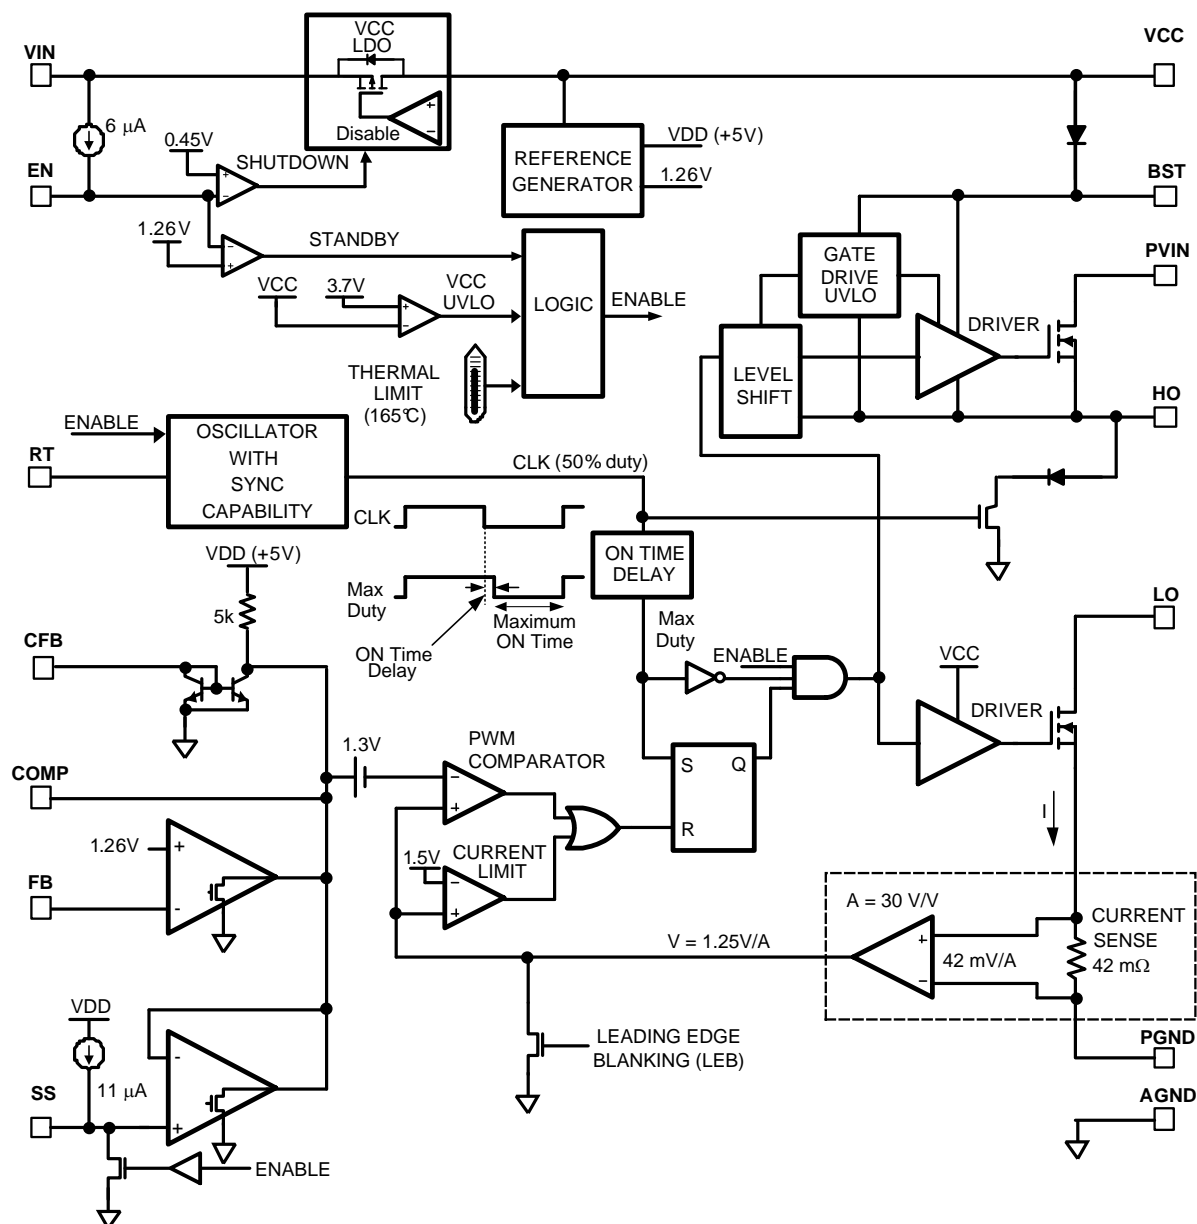 VIN
VCC
LDO
VCC
6 μA
+
−
Disable
0.45V
SHUTDOWN
+
−
EN
VDD (+5V)
REFERENCE
GENERATOR
1.26V
BST
1.26V
−
+
STANDBY
GATE
DRIVE
UVLO
PVIN
VCC
3.7V
+
−
VCC
UVLO
LOGIC
ENABLE
DRIVER
THERMAL
LIMIT
(165°C)
LEVEL
SHIFT
HO
ENABLE
RT
OSCILLATOR
WITH
SYNC
CAPABILITY
CLK (50% duty)
CLK
Max
Duty
Maximum
ON Time
ON Time
Delay
ON TIME
DELAY
Max
Duty
ENABLE
LO
VDD (+5V)
5k
CFB
VCC
DRIVER
1.3V
PWM
COMPARATOR
−
+
S
Q
R
COMP
I
1.26V
+
-
FB
1.5V
CURRENT
LIMIT
−
+
A = 30 V/V
CURRENT
SENSE
42 mΩ
+
−
42 mV/A
V = 1.25V/A
VDD
11 μA
-
+
SS
ENABLE
LEADING EDGE
BLANKING (LEB)
PGND
AGND